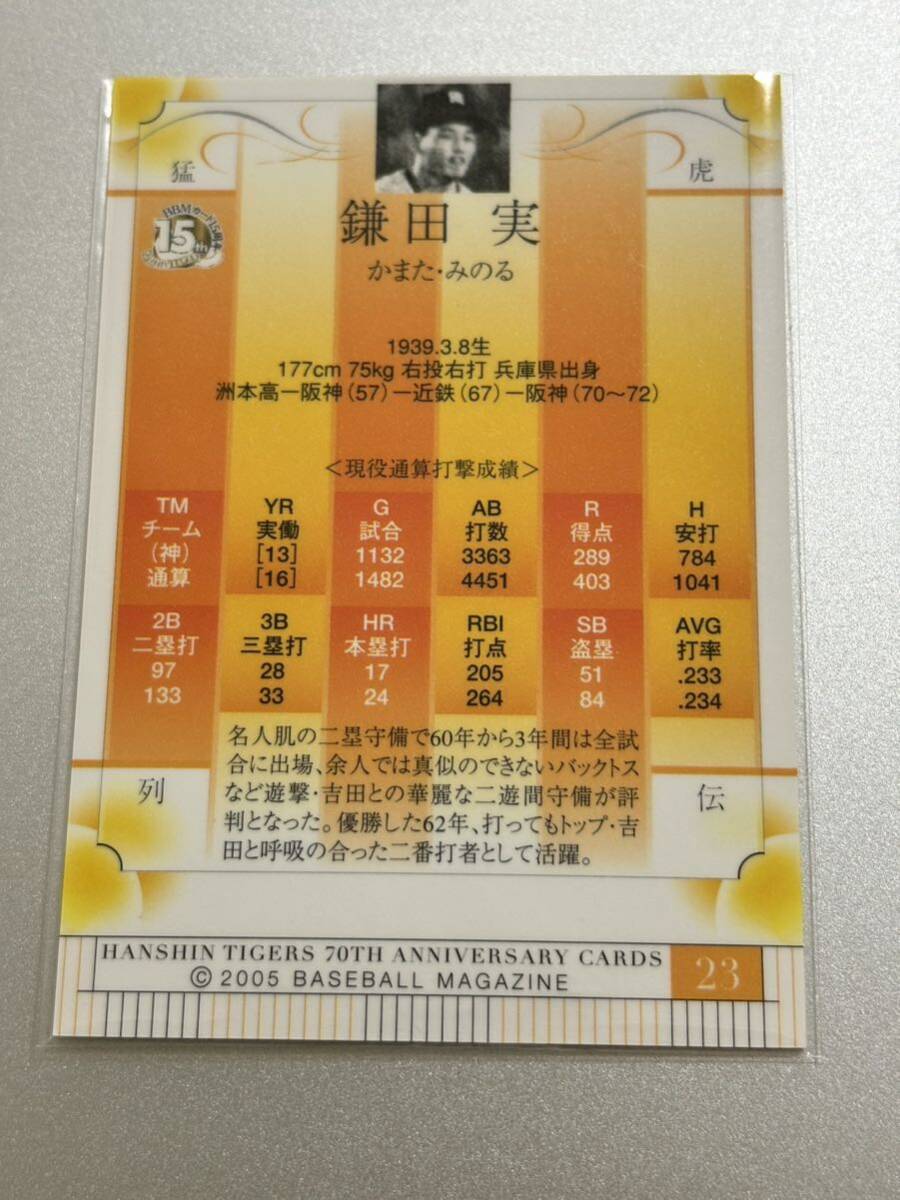 猛 虎
BBMカード15周年
15th
鎌田 実
かまた・みのる
1939.3.8生
177cm 75kg 右投右打 兵庫県出身
洲本高ー阪神(57)ー近鉄(67)ー阪神(70〜72)
＜現役通算打撃成績＞
TM YR G AB R H
チーム 実働 試合 打数 得点 安打
(神) [13] 1132 3363 289 784
通算 [16] 1482 4451 403 1041
2B 3B HR RBI SB AVG
二塁打 三塁打 本塁打 打点 盗塁 打率
97 28 17 205 51 .233
133 33 24 264 84 .234
名人肌の二塁守備で60年から3年間は全試
合に出場、余人では真似のできないバックトス
など遊撃・吉田との華麗な二遊間守備が評
判となった。優勝した62年、打ってもトップ・吉
田と呼吸の合った二番打者として活躍。
列 伝
HANSHIN TIGERS 70TH ANNIVERSARY CARDS
© 2005 BASEBALL MAGAZINE
23